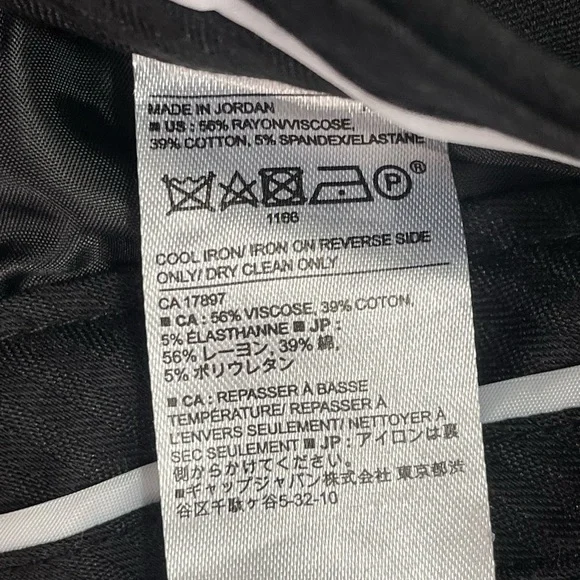 MADE IN JORDAN
■ US : 56% RAYON/VISCOSE,
39% COTTON, 5% SPANDEX/ELASTANE
P ®
1166
COOL IRON/ IRON ON REVERSE SIDE
ONLY/ DRY CLEAN ONLY
CA 17897
■ CA : 56% VISCOSE, 39% COTON,
5% ÉLASTHANNE ■ JP :
56% レーヨン, 39% 綿,
5% ポリウレタン
■ CA : REPASSER À BASSE
TEMPÉRATURE/ REPASSER À
L'ENVERS SEULEMENT/ NETTOYER À
SEC SEULEMENT ■ JP : アイロンは裏
側からかけてください。
■ギャップジャパン株式会社 東京都渋
谷区千駄ヶ谷5-32-10